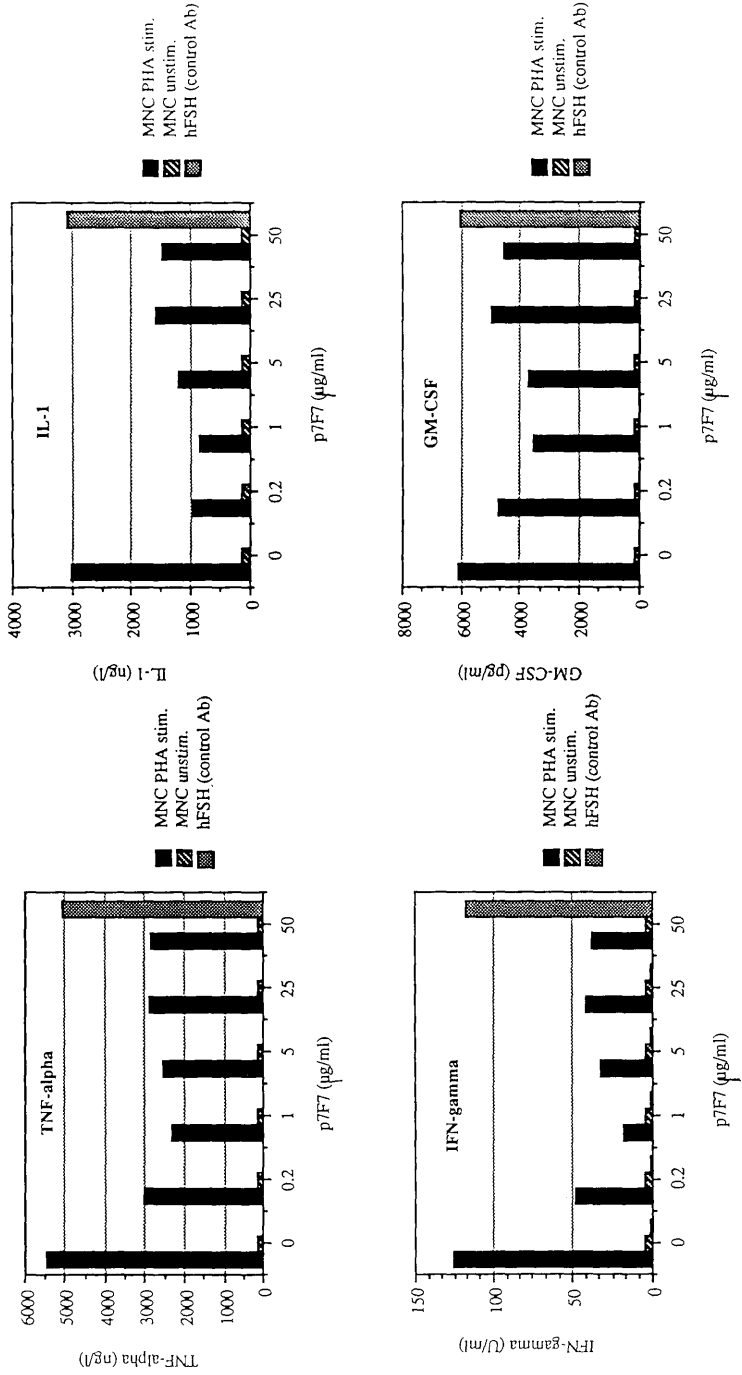 TNF-alpha (ng/l)
6000
5000
4000
3000
2000
1000
0
TNF-alpha
0 0.2 1 5 25 50
p7F7 (µg/ml)
MNC PHA stim.
MNC unstim.
hFSH (control Ab)
IL-1 (ng/l)
4000
3000
2000
1000
0
IL-1
0 0.2 1 5 25 50
p7F7 (µg/ml)
MNC PHA stim.
MNC unstim.
hFSH (control Ab)
IFN-gamma (U/ml)
150
100
50
0
IFN-gamma
0 0.2 1 5 25 50
p7F7 (µg/ml)
MNC PHA stim.
MNC unstim.
hFSH (control Ab)
GM-CSF (pg/ml)
8000
6000
4000
2000
0
GM-CSF
0 0.2 1 5 25 50
p7F7 (µg/ml)
MNC PHA stim.
MNC unstim.
hFSH (control Ab)